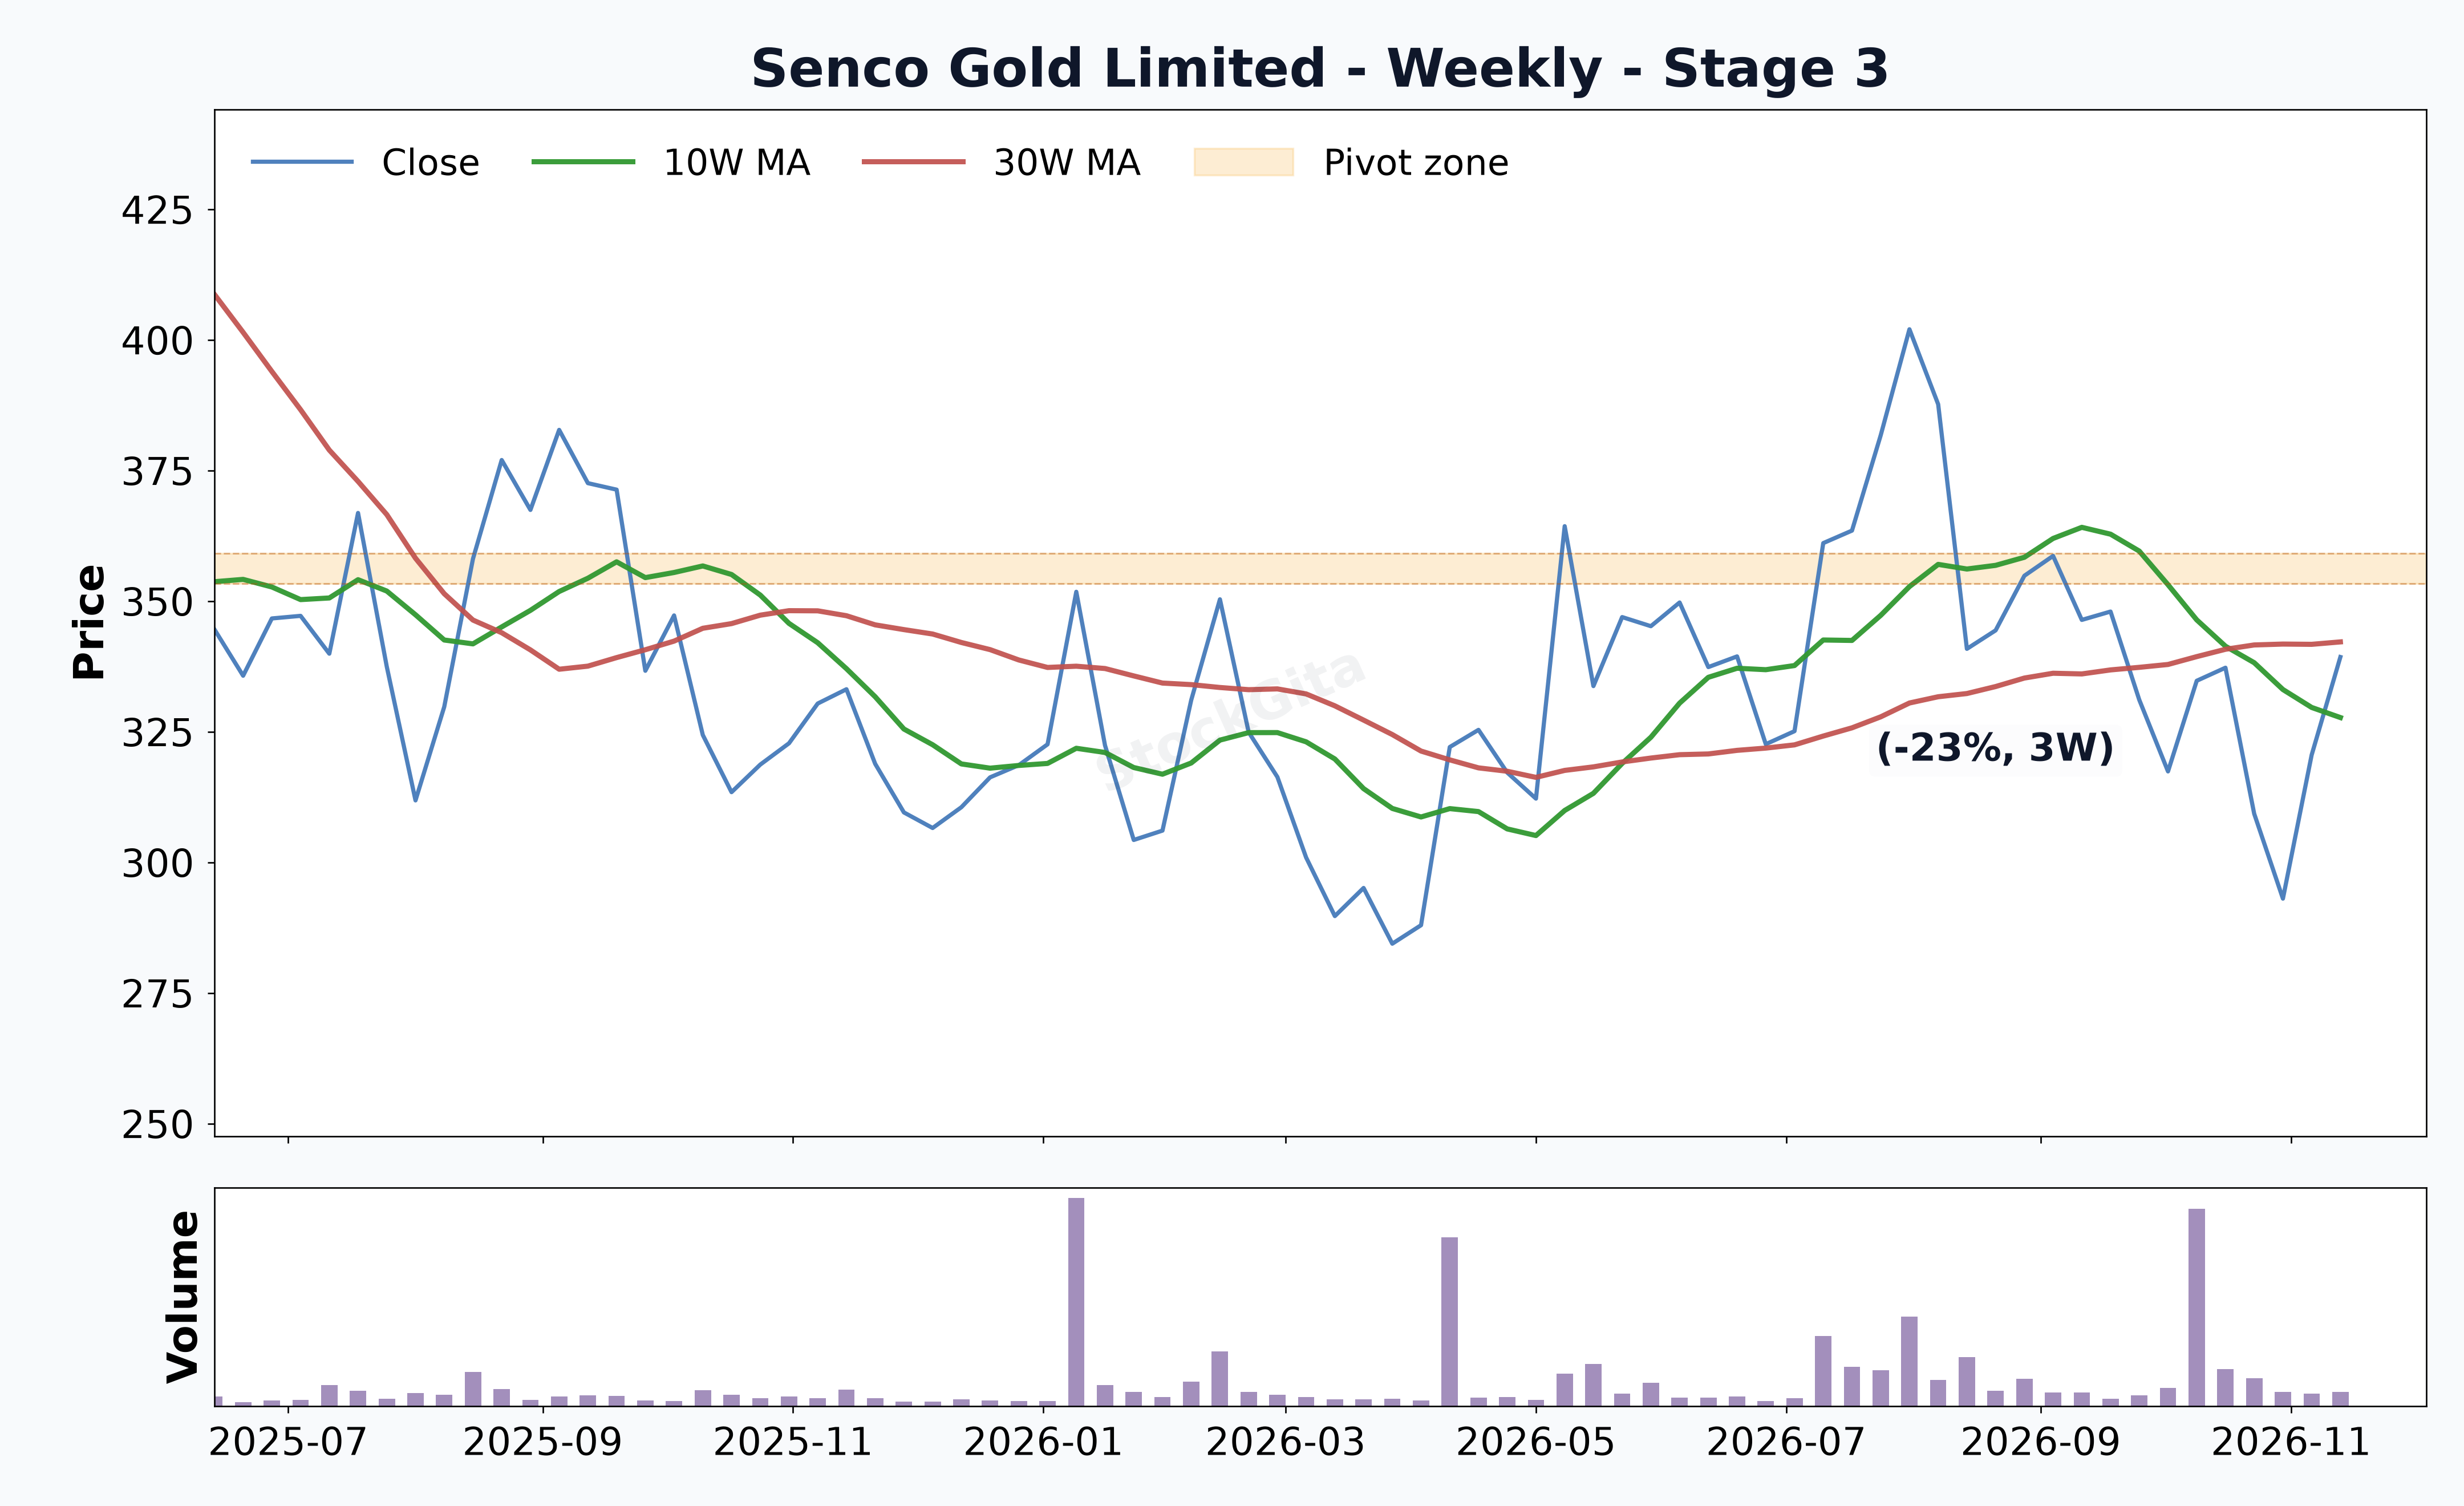 Senco Gold Limited - Weekly - Stage 3
Close 10W MA 30W MA Pivot zone
425
400
375
350
325
300
275
250
Price
StockGita
(-23%, 3W)
Volume
2025-07 2025-09 2025-11 2026-01 2026-03 2026-05 2026-07 2026-09 2026-11